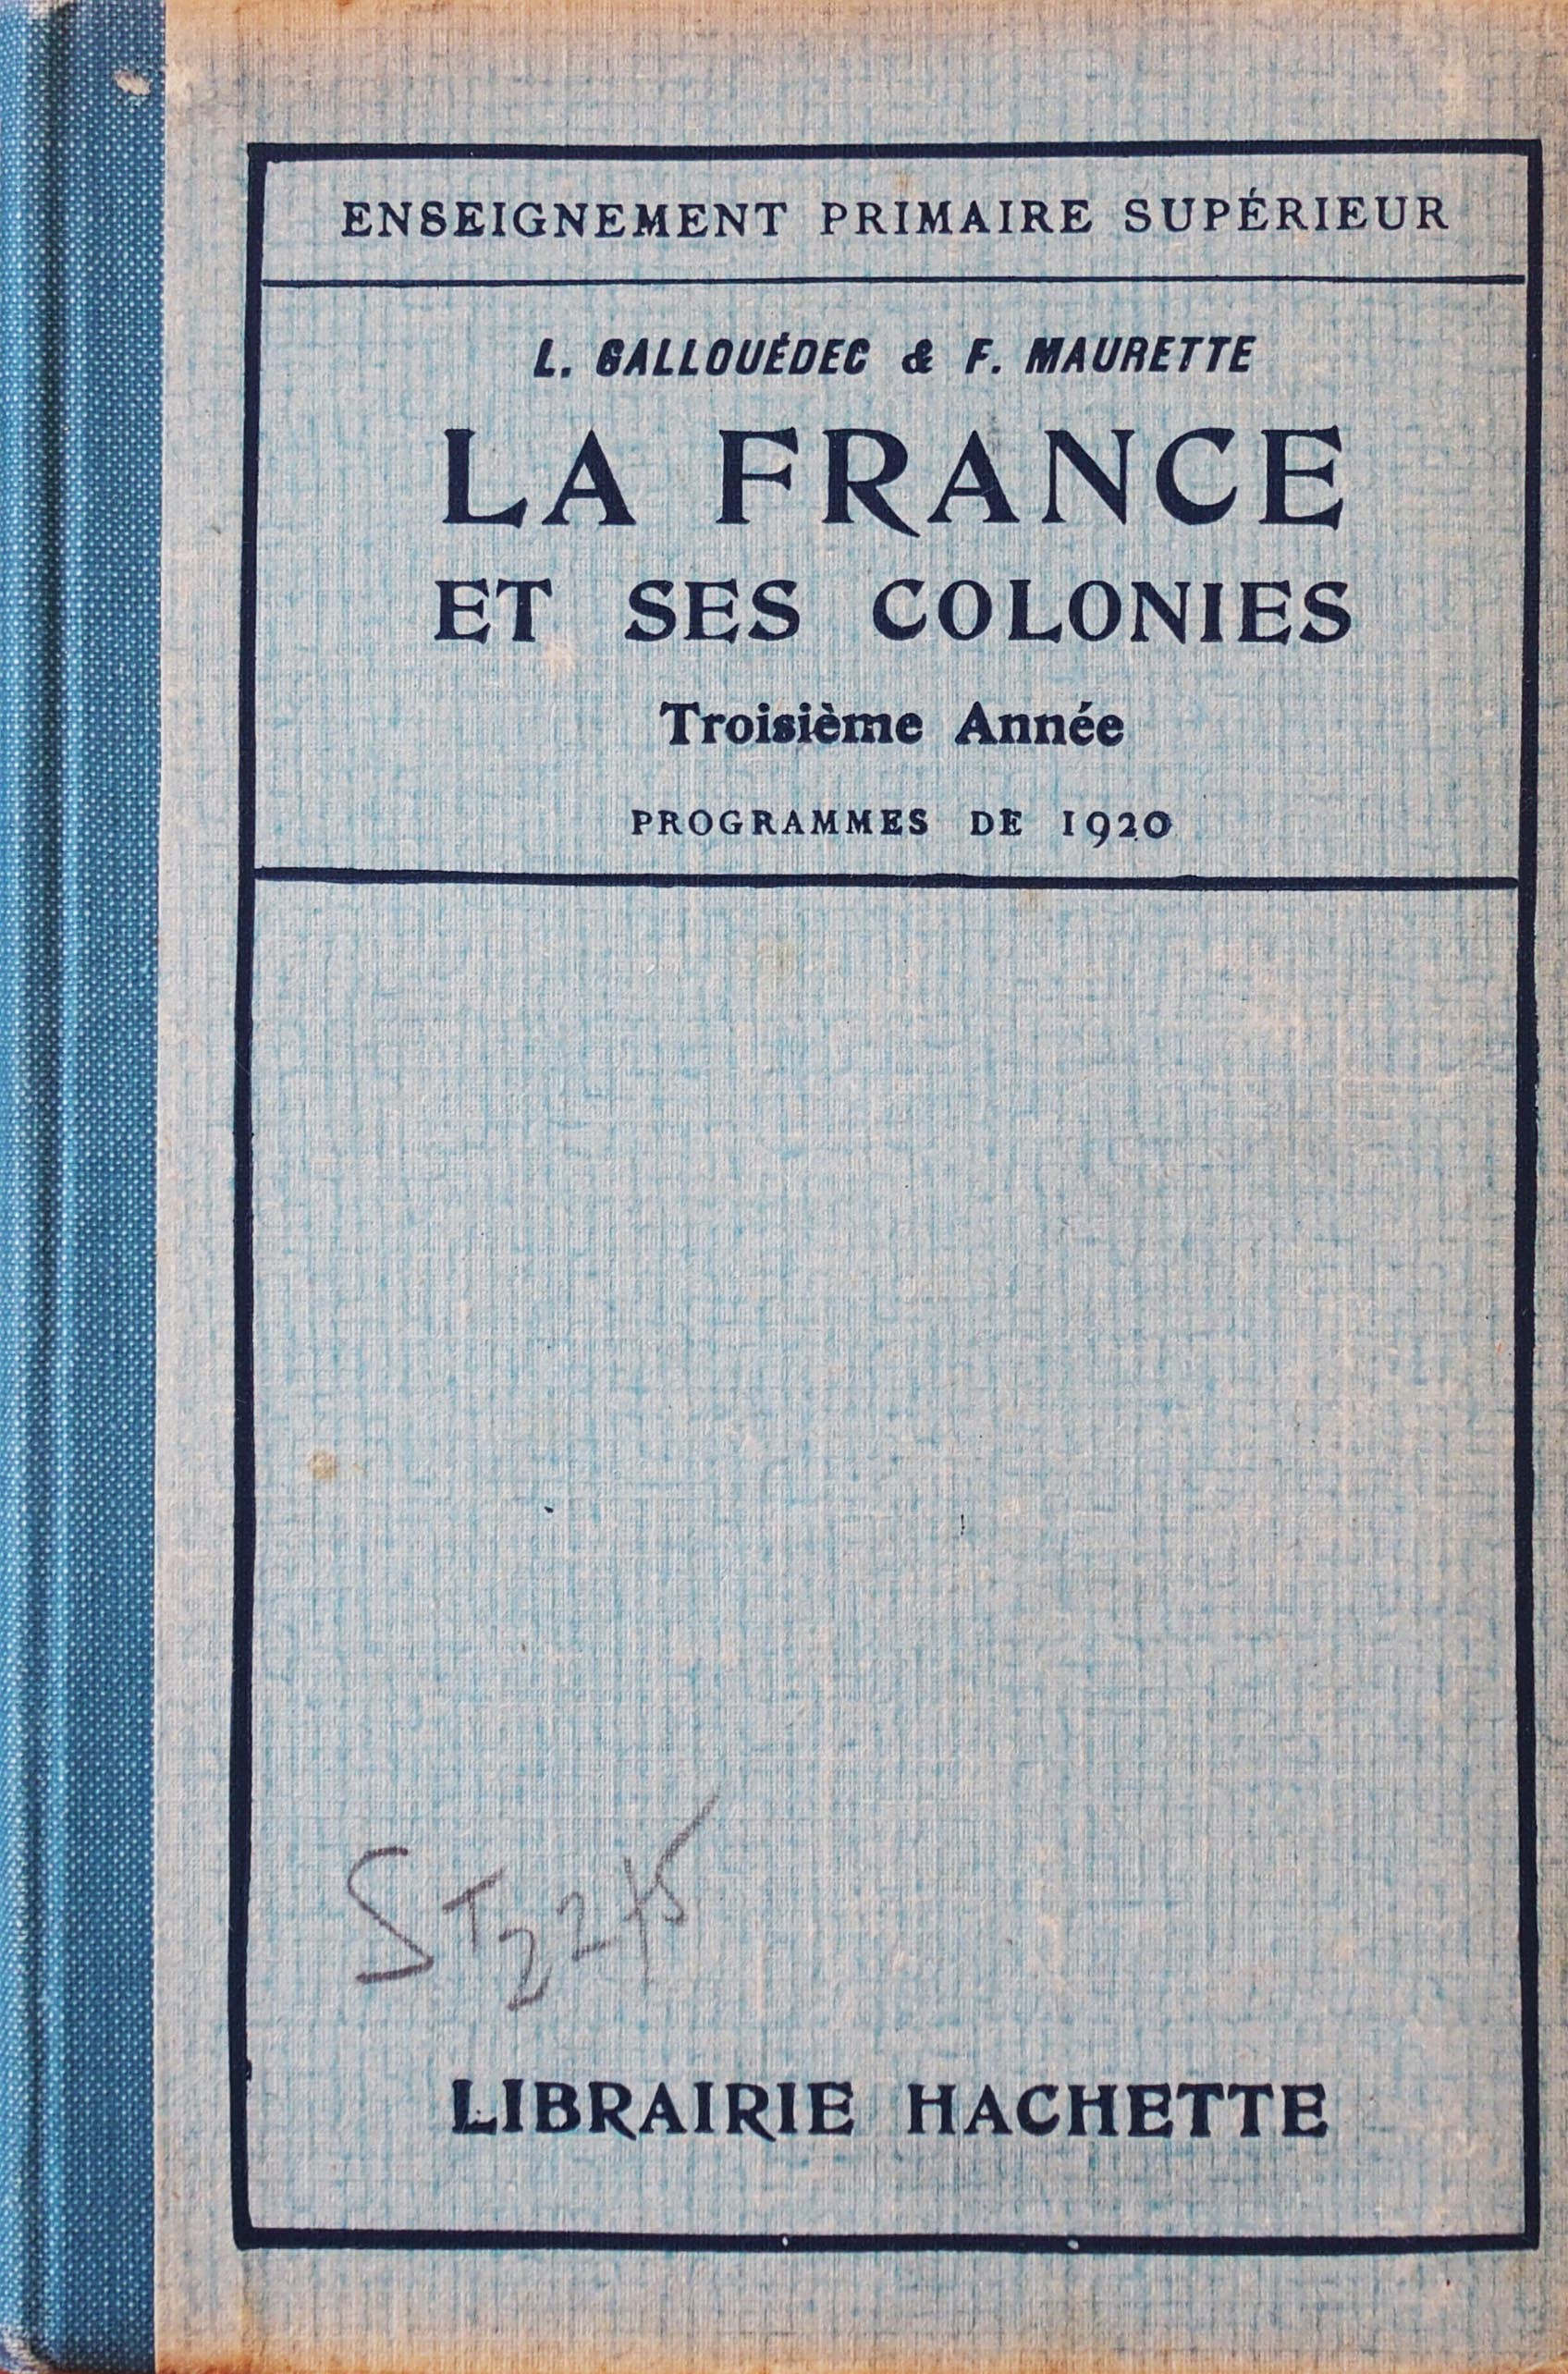 ENSEIGNEMENT PRIMAIRE SUPÉRIEUR
L. GALLOUÉDEC & F. MAURETTE
LA FRANCE
ET SES COLONIES
Troisième Année
PROGRAMMES DE 1920
LIBRAIRIE HACHETTE